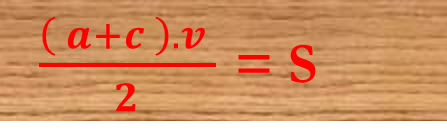 ( a+c ).v
2
= S